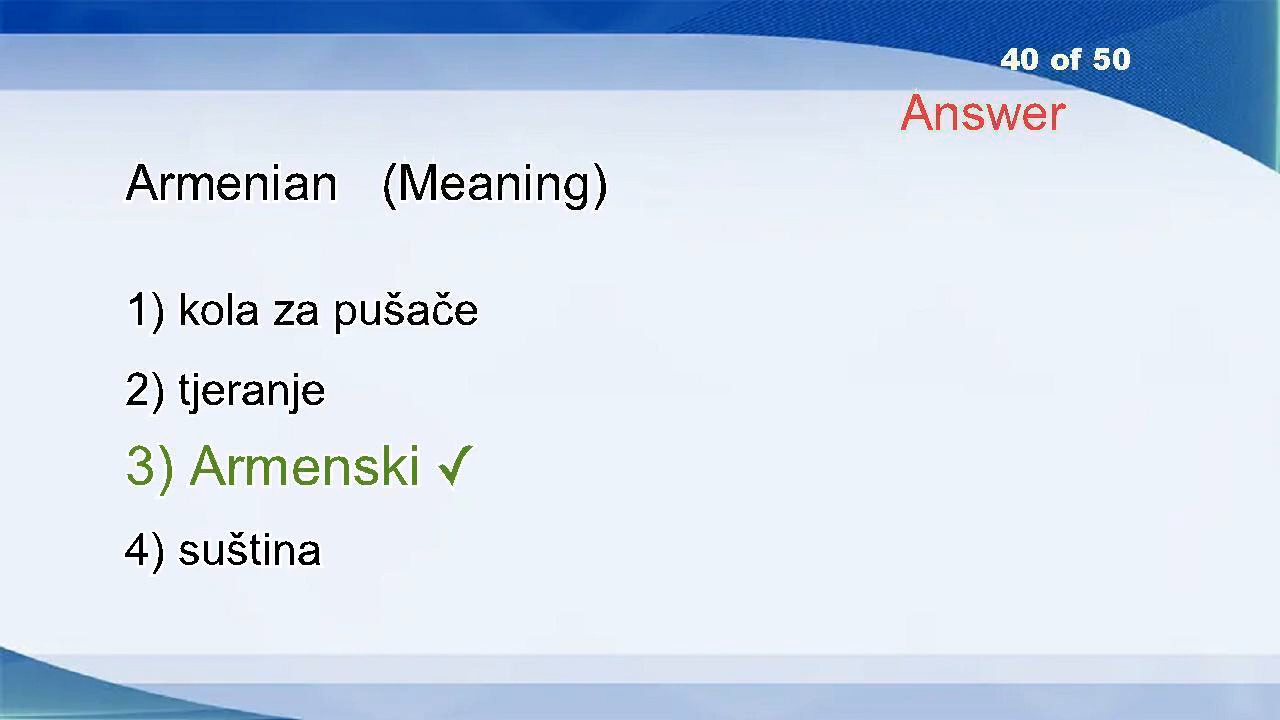 40 of 50
Answer
Armenian (Meaning)
1) kola za pušače
2) tjeranje
3) Armenski ✓
4) suština